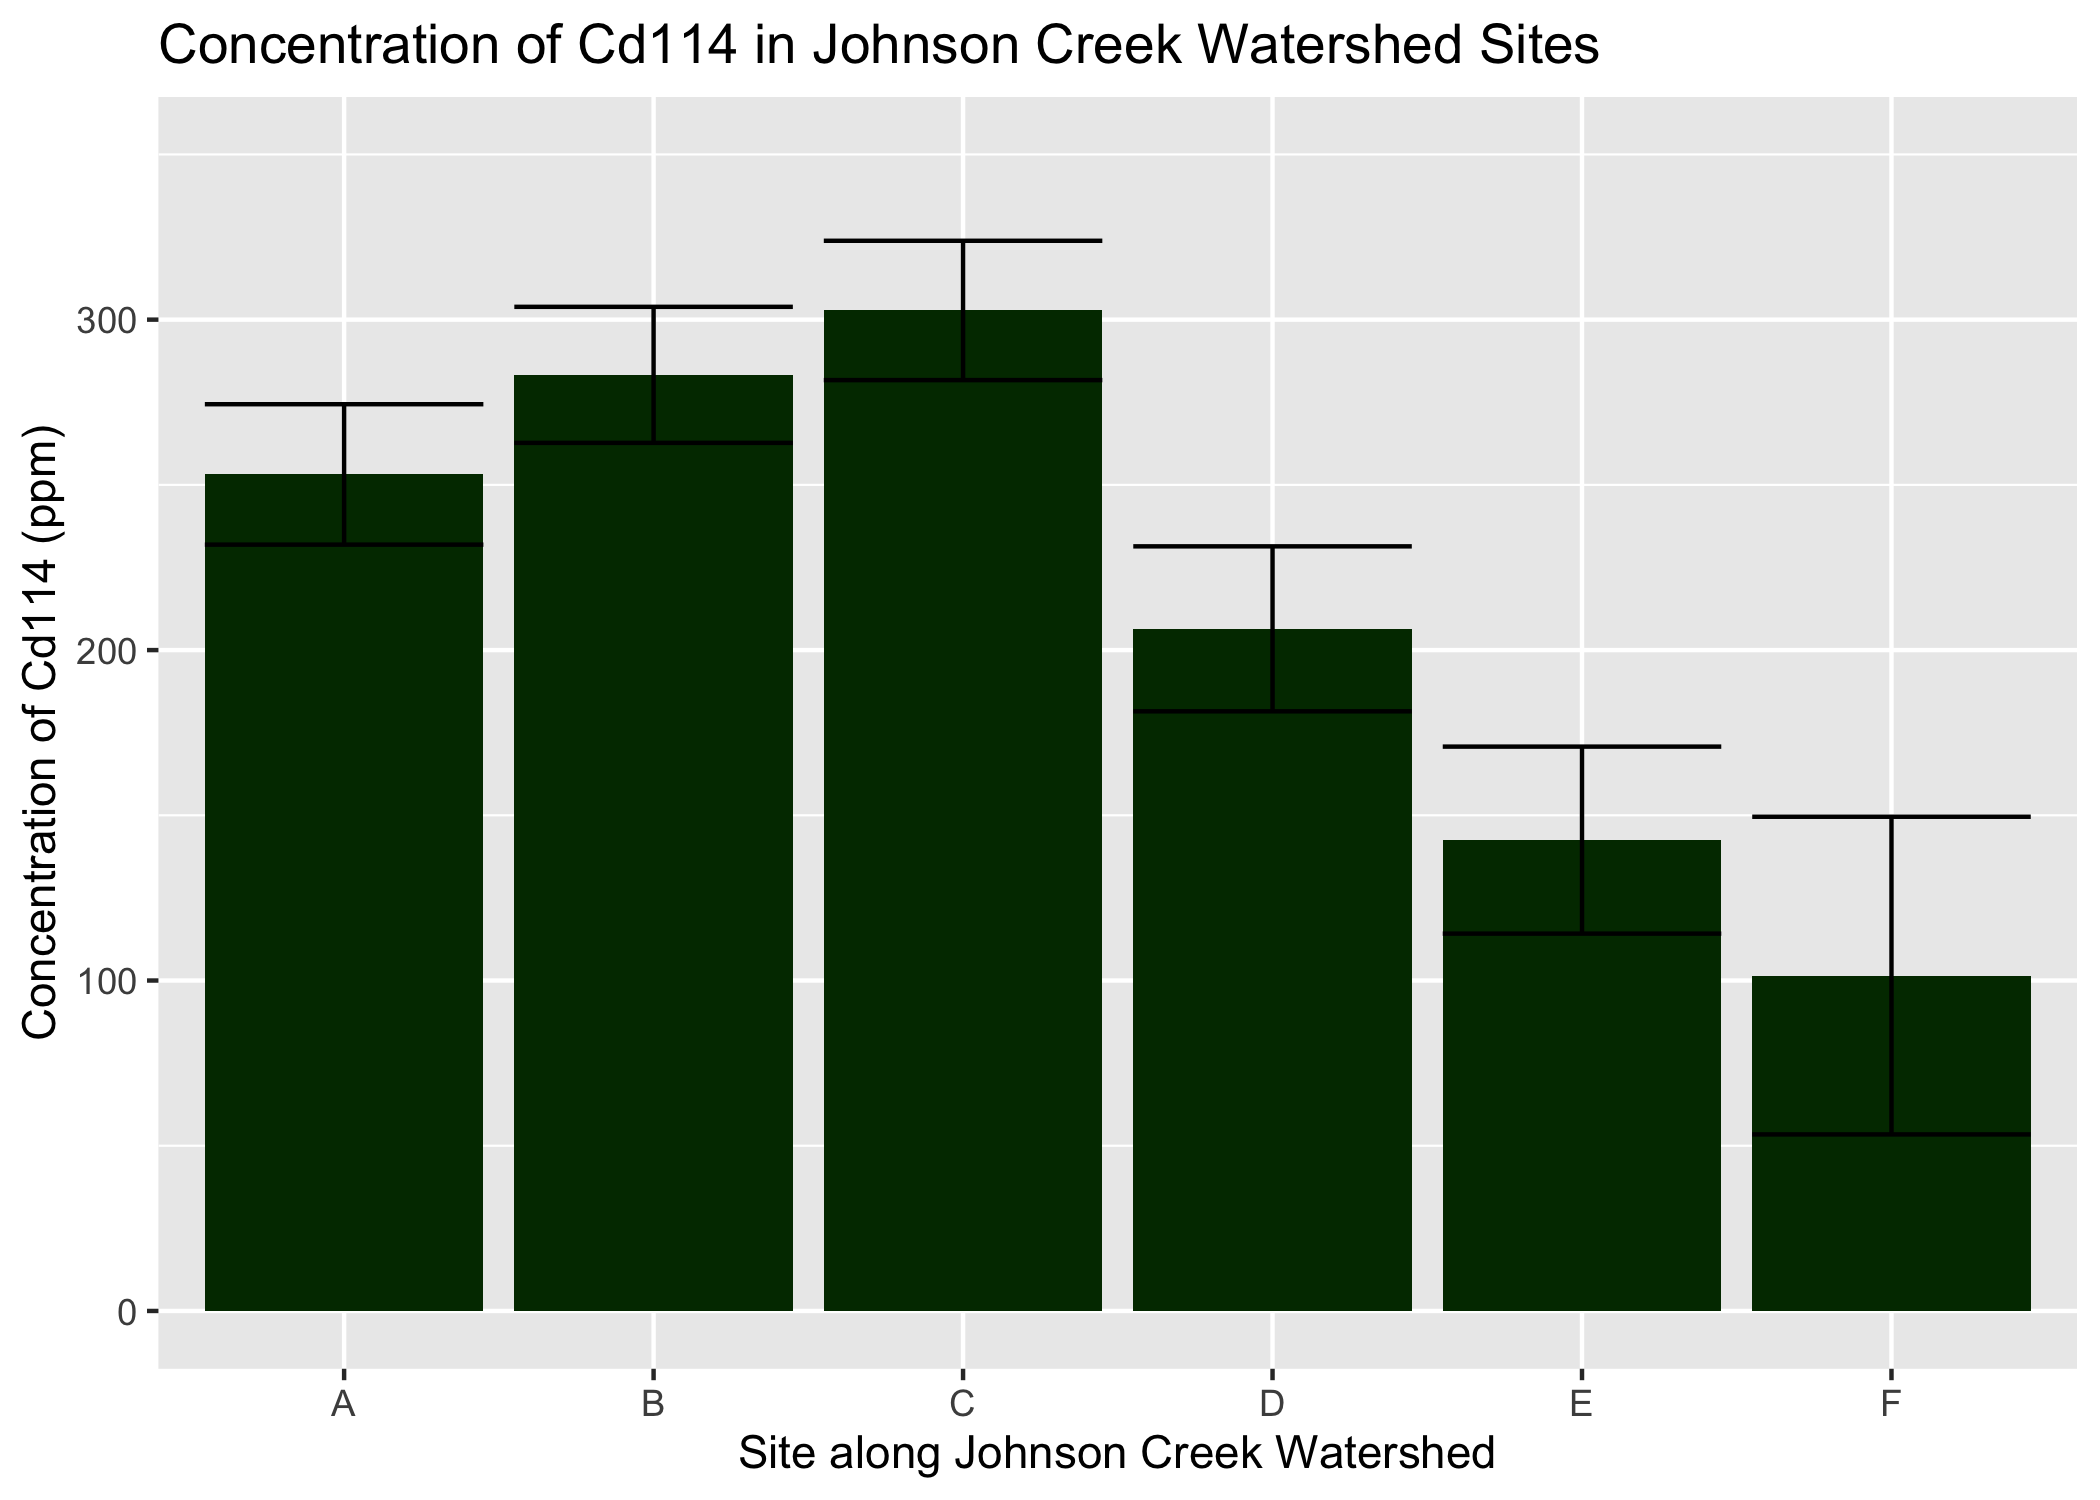 Concentration of Cd114 in Johnson Creek Watershed Sites
Concentration of Cd114 (ppm)
300
200
100
0
A B C D E F
Site along Johnson Creek Watershed